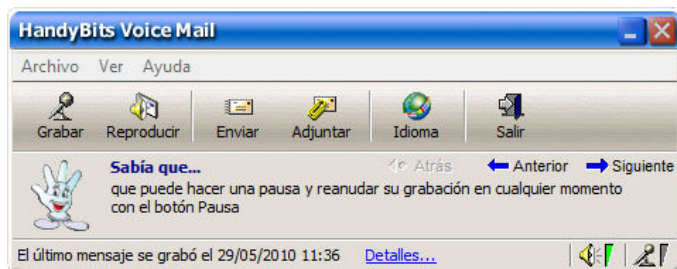 HandyBits Voice Mail
Archivo Ver Ayuda
Grabar Reproducir Enviar Adjuntar Idioma Salir
Sabía que... Atrás Anterior Siguiente
que puede hacer una pausa y reanudar su grabación en cualquier momento
con el botón Pausa
El último mensaje se grabó el 29/05/2010 11:36 Detalles...